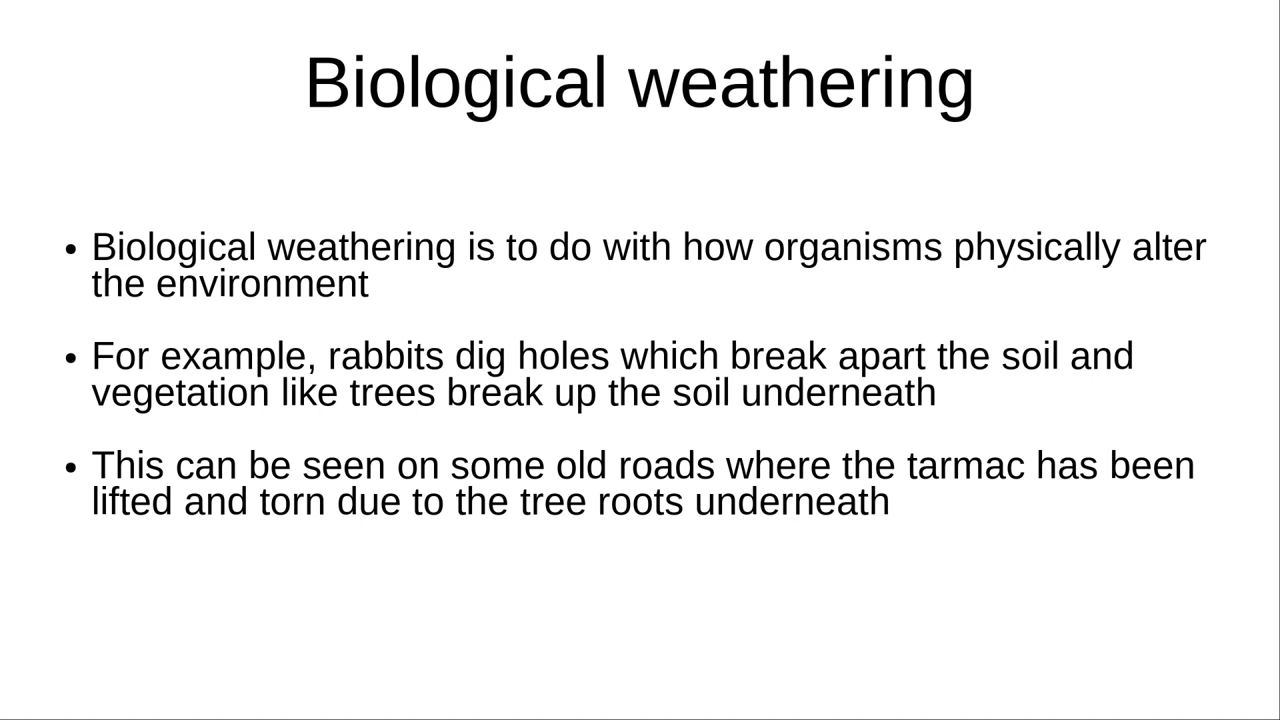 Biological weathering
• Biological weathering is to do with how organisms physically alter
the environment
• For example, rabbits dig holes which break apart the soil and
vegetation like trees break up the soil underneath
• This can be seen on some old roads where the tarmac has been
lifted and torn due to the tree roots underneath